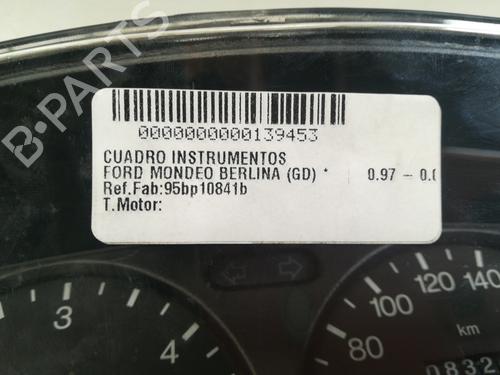 B-PARTS
0000000000139453
CUADRO INSTRUMENTOS
FORD MONDEO BERLINA (GD) * 0.97 – 0.0
Ref.Fab:95bp10841b
T.Motor:
3
4
80
100
120
140
km
0832